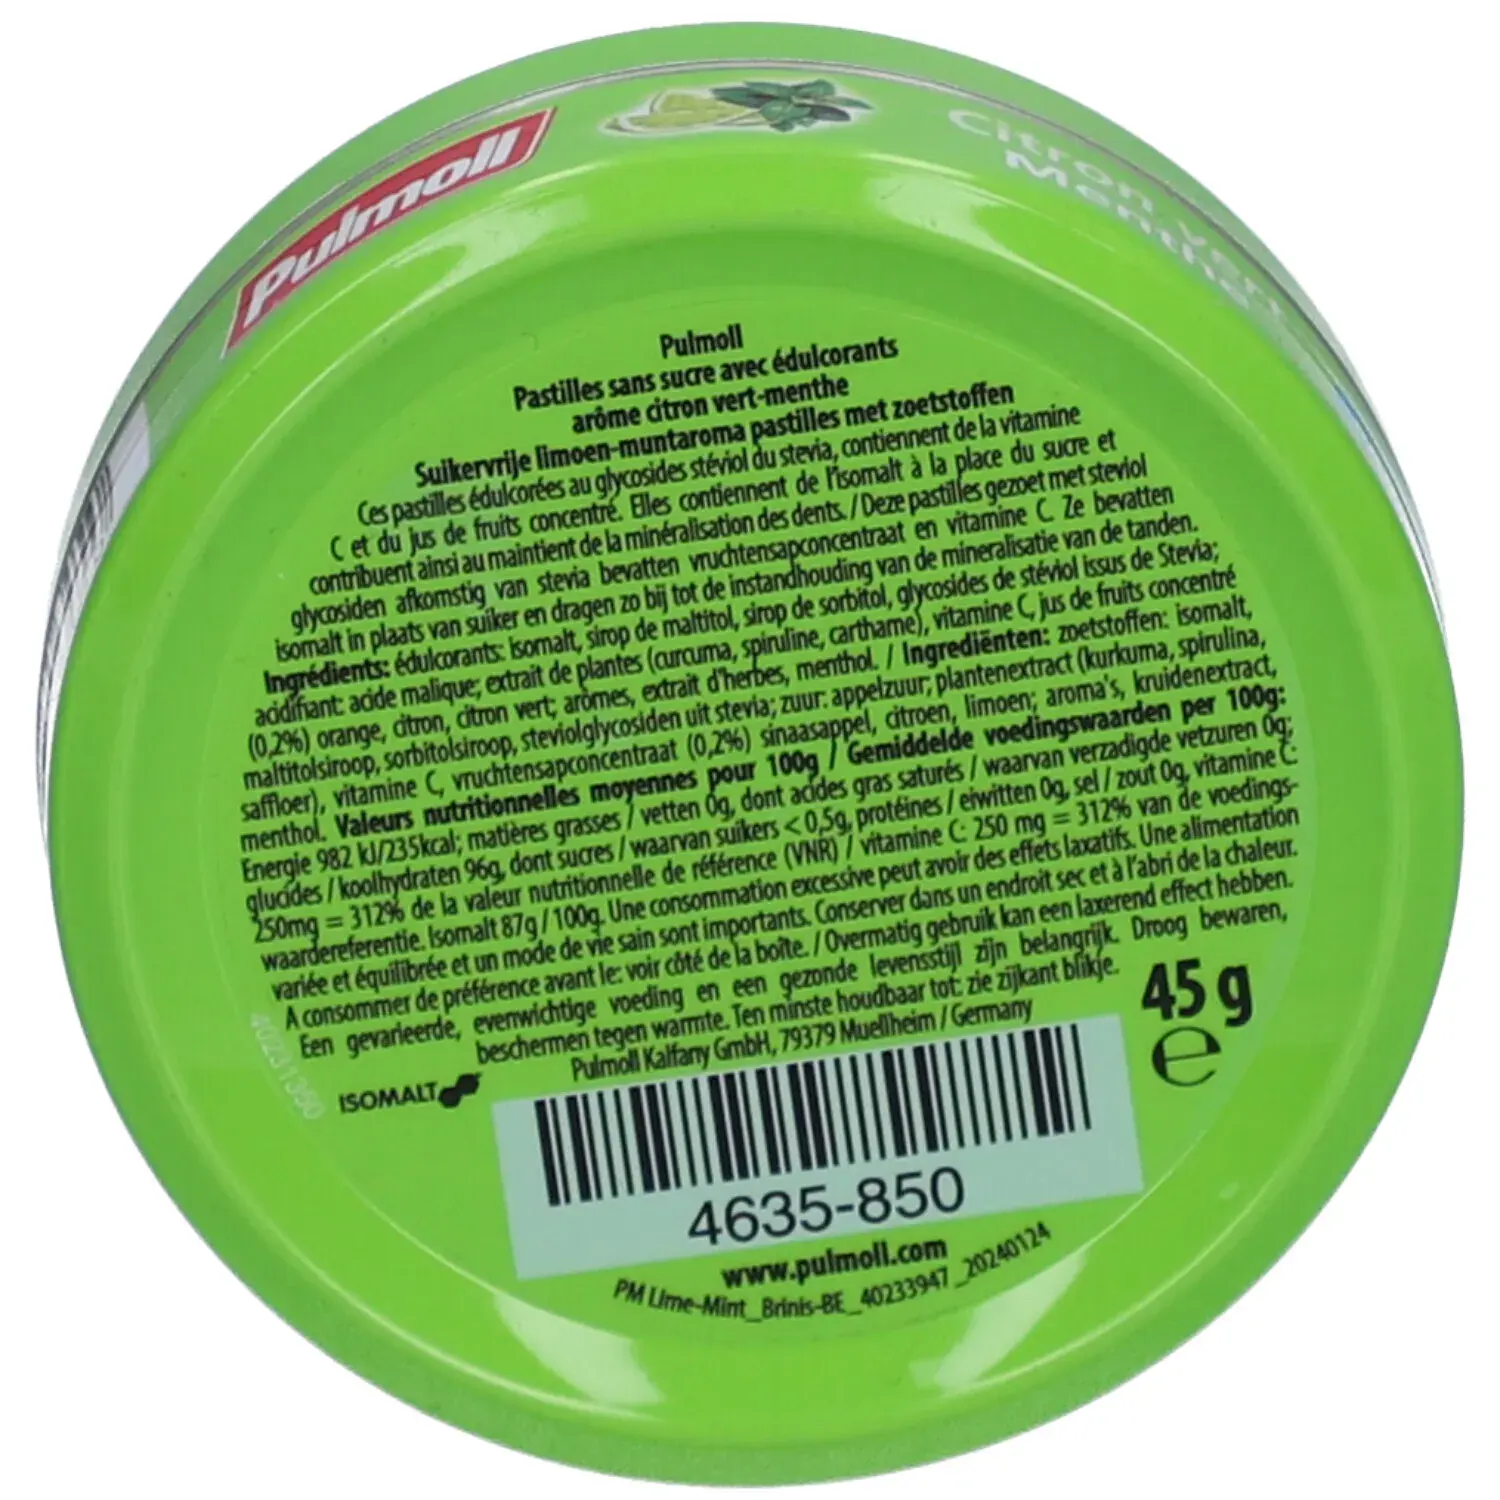 Pulmoll
Citron Vert
Menthe
Pulmoll
Pastilles sans sucre avec édulcorants
arôme citron vert-menthe
Suikervrije limoen-muntaroma pastilles met zoetstoffen
Ces pastilles édulcorées au glycosides stéviol du stevia, contiennent de la vitamine
C et du jus de fruits concentré. Elles contiennent de l'isomalt à la place du sucre et
contribuent ainsi au maintient de la minéralisation des dents. / Deze pastilles gezoet met steviol
glycosiden afkomstig van stevia bevatten vruchtensapconcentraat en vitamine C. Ze bevatten
isomalt in plaats van suiker en dragen zo bij tot de instandhouding van de mineralisatie van de tanden.
Ingrédients: édulcorants: Isomalt, sirop de maltitol, sirop de sorbitol, glycosides de stéviol issus de Stevia;
acidifiant: acide malique; extrait de plantes (curcuma, spiruline, carthame), vitamine C, jus de fruits concentré
(0,2%) orange, citron, citron vert; arômes, extrait d'herbes, menthol. / Ingrediënten: zoetstoffen: isomalt,
maltitolsiroop, sorbitolsiroop, steviolglycosiden uit stevia; zuur: appelzuur; plantenextract (kurkuma, spirulina,
saffloer), vitamine C, vruchtensapconcentraat (0,2%) sinaasappel, citroen, limoen; aroma's, kruidenextract,
menthol. Valeurs nutritionnelles moyennes pour 100g / Gemiddelde voedingswaarden per 100g:
Energie 982 kJ/235kcal; matières grasses / vetten 0g, dont acides gras saturés / waarvan verzadigde vetzuren 0g;
glucides / koolhydraten 96g, dont sucres / waarvan suikers < 0,5g, protéines / eiwitten 0g, sel / zout 0g, vitamine C:
250mg = 312% de la valeur nutritionnelle de référence (VNR) / vitamine C: 250 mg = 312% van de voedings-
waardereferentie. Isomalt 87g / 100g. Une consommation excessive peut avoir des effets laxatifs. Une alimentation
variée et équilibrée et un mode de vie sain sont importants. Conserver dans un endroit sec et à l'abri de la chaleur.
A consommer de préférence avant le: voir côté de la boîte. / Overmatig gebruik kan een laxerend effect hebben.
Een gevarieerde, evenwichtige voeding en een gezonde levensstijl zijn belangrijk. Droog bewaren,
beschermen tegen warmte. Ten minste houdbaar tot: zie zijkant blikje.
Pulmoll Kalfany GmbH, 79379 Muellheim / Germany
45 g
e
40231350
ISOMALT
4635-850
www.pulmoll.com
PM Lime-Mint_Brinis-BE_40233947_20240124